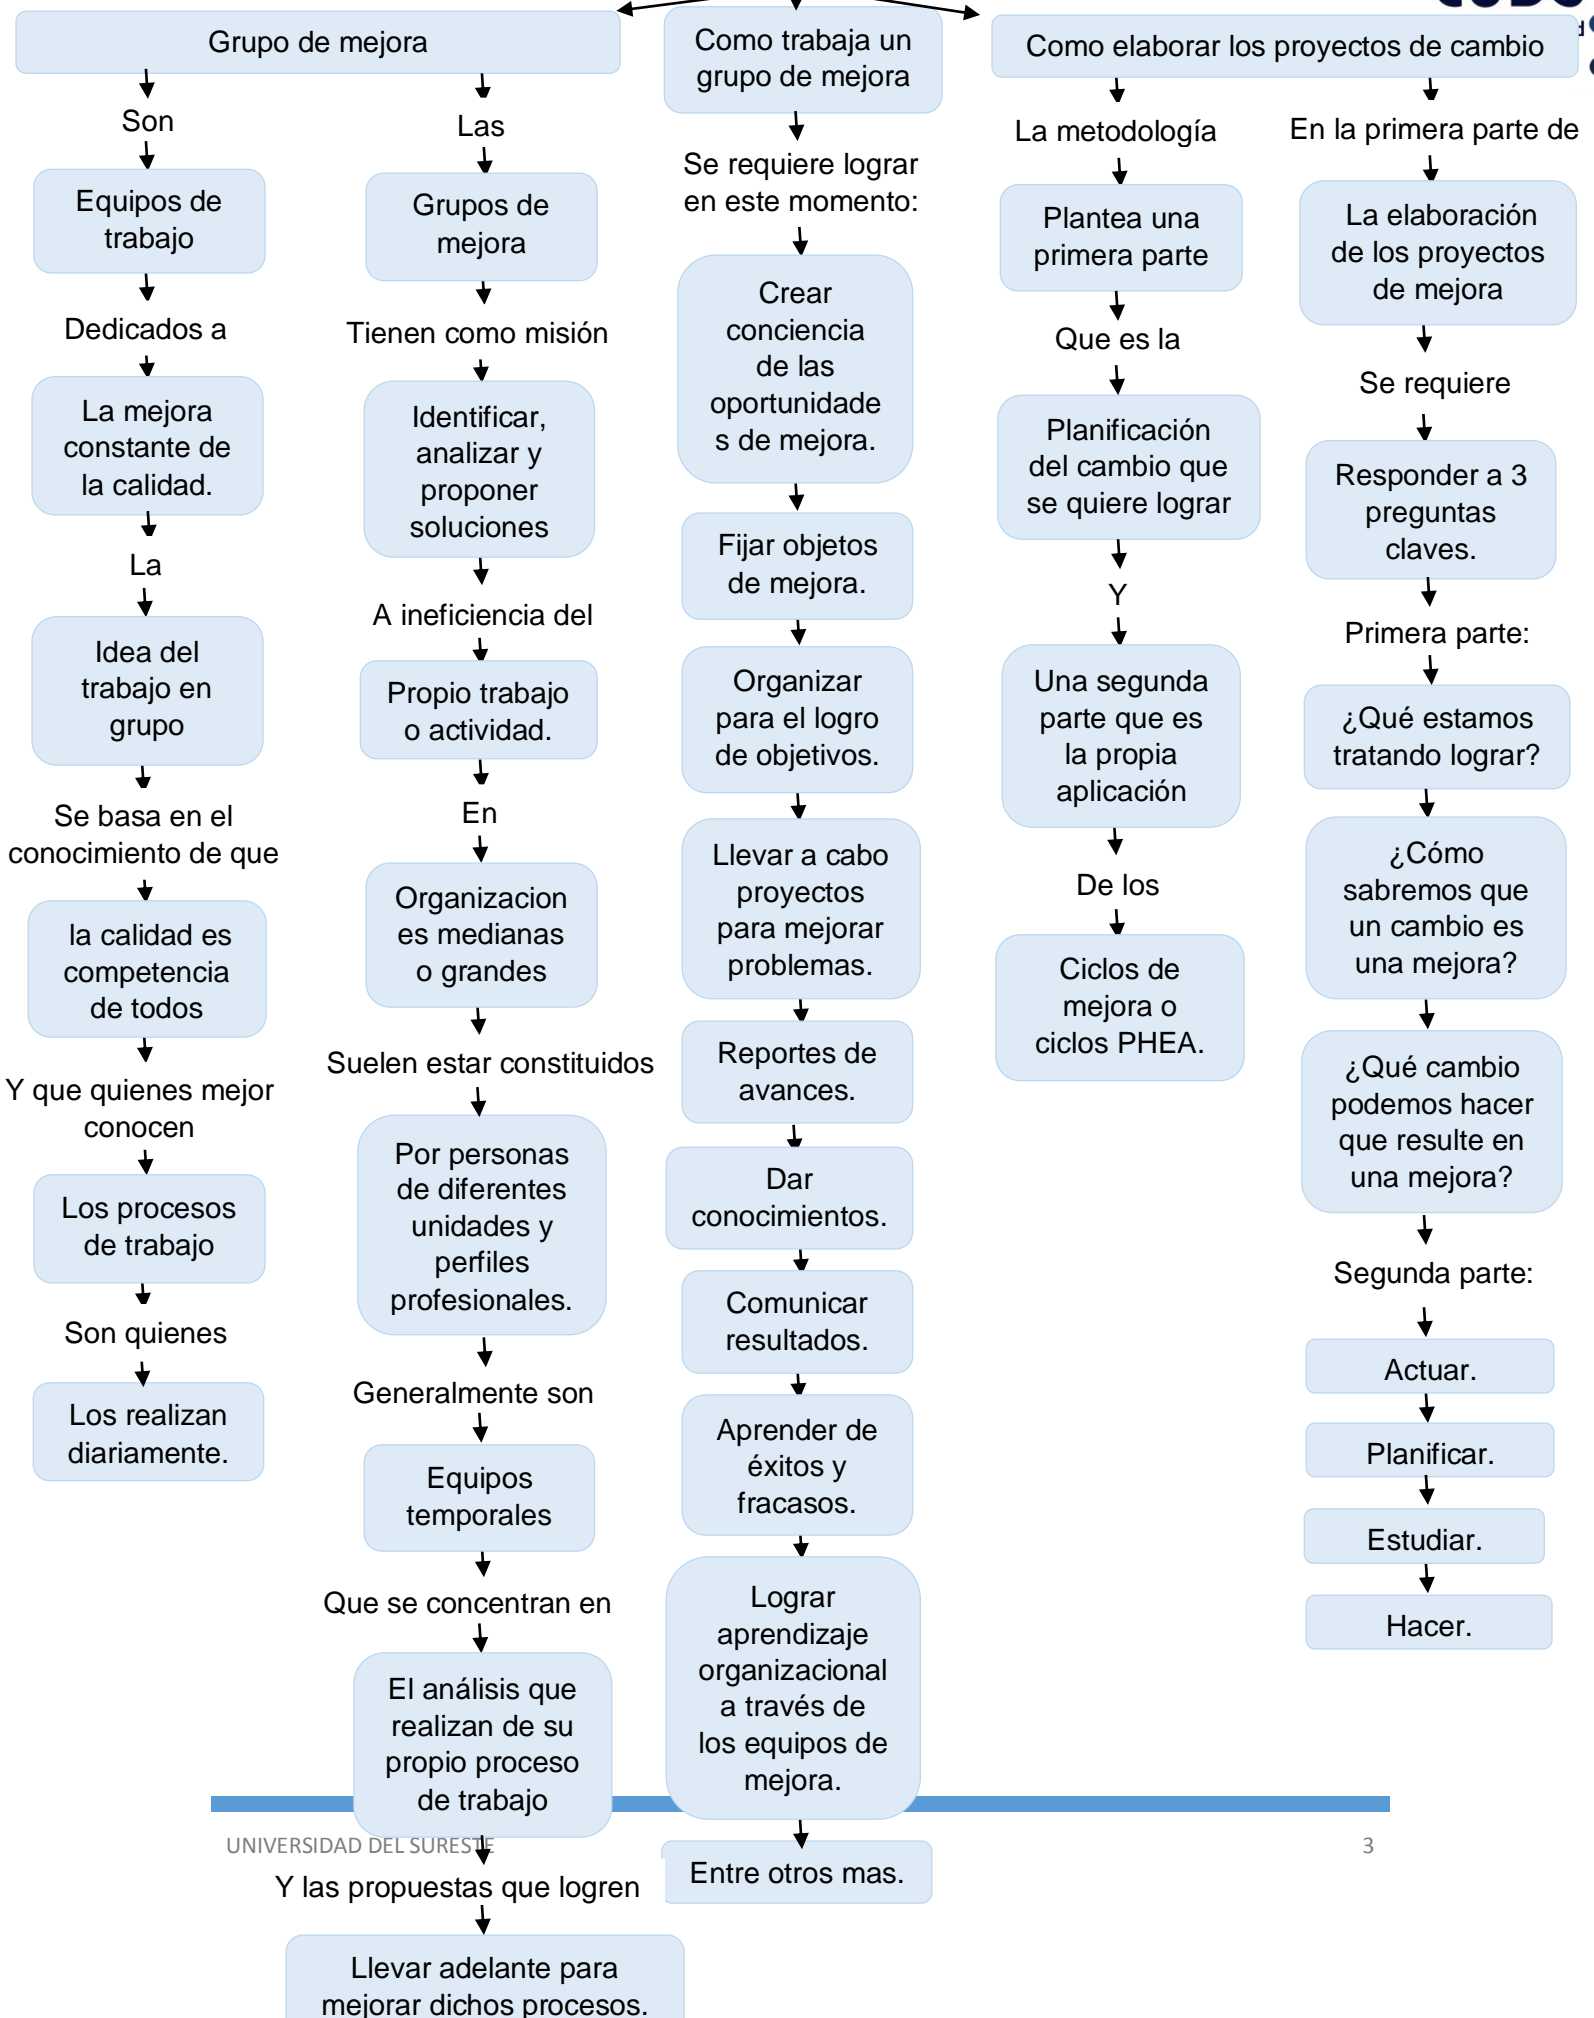 Grupo de mejora
Son
Equipos de
trabajo
Dedicados a
La mejora
constante de
la calidad.
La
Idea del
trabajo en
grupo
Se basa en el
conocimiento de que
la calidad es
competencia
de todos
Y que quienes mejor
conocen
Los procesos
de trabajo
Son quienes
Los realizan
diariamente.
Las
Grupos de
mejora
Tienen como misión
Identificar,
analizar y
proponer
soluciones
A ineficiencia del
Propio trabajo
o actividad.
En
Organizacion
es medianas
o grandes
Suelen estar constituidos
Por personas
de diferentes
unidades y
perfiles
profesionales.
Generalmente son
Equipos
temporales
Que se concentran en
El análisis que
realizan de su
propio proceso
de trabajo
Y las propuestas que logren
Llevar adelante para
mejorar dichos procesos.
Como trabaja un
grupo de mejora
Se requiere lograr
en este momento:
Crear
conciencia
de las
oportunidade
s de mejora.
Fijar objetos
de mejora.
Organizar
para el logro
de objetivos.
Llevar a cabo
proyectos
para mejorar
problemas.
Reportes de
avances.
Dar
conocimientos.
Comunicar
resultados.
Aprender de
éxitos y
fracasos.
Lograr
aprendizaje
organizacional
a través de
los equipos de
mejora.
Entre otros mas.
Como elaborar los proyectos de cambio
La metodología
Plantea una
primera parte
Que es la
Planificación
del cambio que
se quiere lograr
Y
Una segunda
parte que es
la propia
aplicación
De los
Ciclos de
mejora o
ciclos PHEA.
En la primera parte de
La elaboración
de los proyectos
de mejora
Se requiere
Responder a 3
preguntas
claves.
Primera parte:
¿Qué estamos
tratando lograr?
¿Cómo
sabremos que
un cambio es
una mejora?
¿Qué cambio
podemos hacer
que resulte en
una mejora?
Segunda parte:
Actuar.
Planificar.
Estudiar.
Hacer.
UNIVERSIDAD DEL SURESTE
3